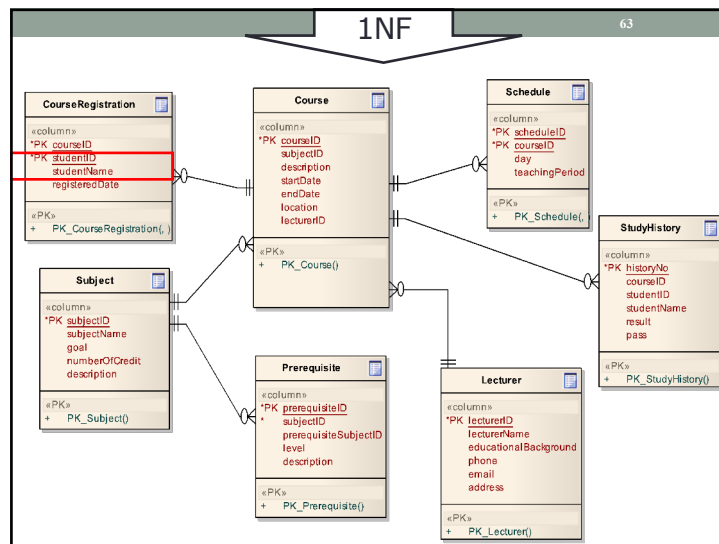 1NF
63
CourseRegistration
«column»
*PK courseID
*PK studentID
studentName
registeredDate
«PK»
+ PK_CourseRegistration(, )
Course
«column»
*PK courseID
subjectID
description
startDate
endDate
location
lecturerID
«PK»
+ PK_Course()
Schedule
«column»
*PK scheduleID
*PK courseID
day
teachingPeriod
«PK»
+ PK_Schedule(,
StudyHistory
«column»
*PK historyNo
courseID
studentID
studentName
result
pass
«PK»
+ PK_StudyHistory()
Subject
«column»
*PK subjectID
subjectName
goal
numberOfCredit
description
«PK»
+ PK_Subject()
Prerequisite
«column»
*PK prerequisiteID
* subjectID
prerequisiteSubjectID
level
description
«PK»
+ PK_Prerequisite()
Lecturer
«column»
*PK lecturerID
lecturerName
educationalBackground
phone
email
address
«PK»
+ PK_Lecturer()